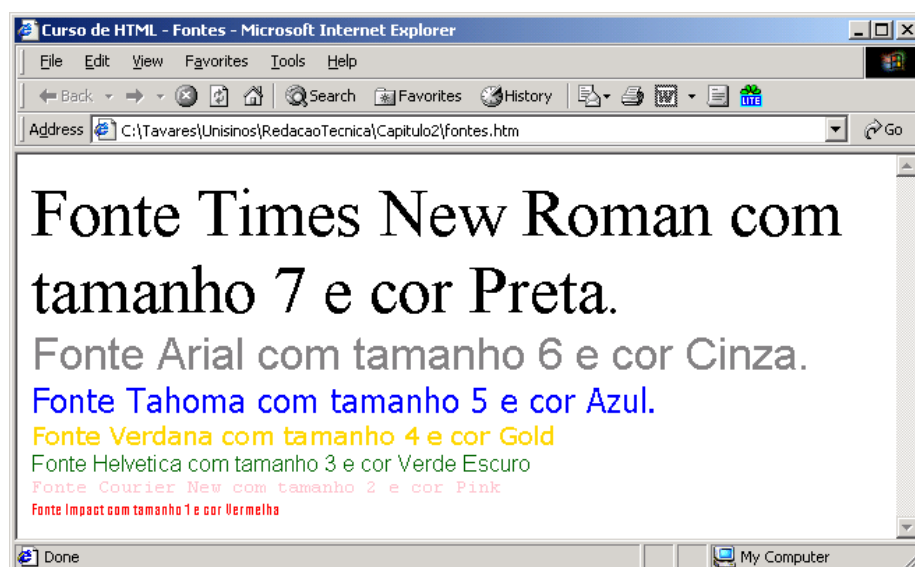 Curso de HTML - Fontes - Microsoft Internet Explorer
File Edit View Favorites Tools Help
Back Search Favorites History LITE
Address C:\Tavares\Unisinos\RedacaoTecnica\Capitulo2\fontes.htm Go
Fonte Times New Roman com
tamanho 7 e cor Preta.
Fonte Arial com tamanho 6 e cor Cinza.
Fonte Tahoma com tamanho 5 e cor Azul.
Fonte Verdana com tamanho 4 e cor Gold
Fonte Helvetica com tamanho 3 e cor Verde Escuro
Fonte Courier New com tamanho 2 e cor Pink
Fonte Impact com tamanho 1 e cor Vermelha
Done My Computer